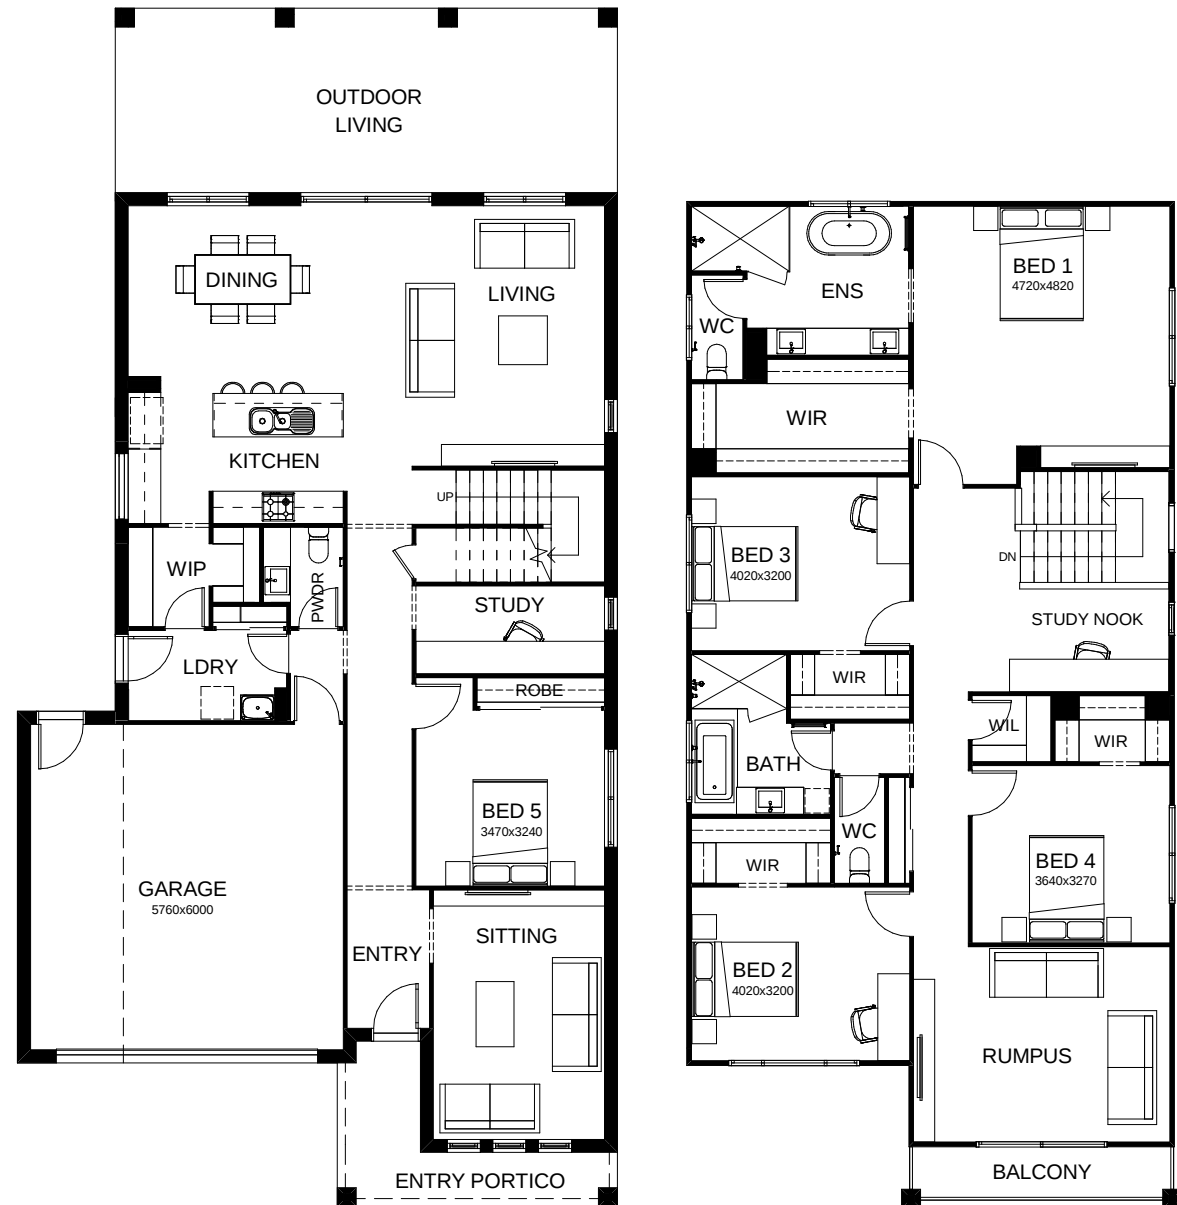 OUTDOOR
LIVING
DINING
LIVING
KITCHEN
UP
WIP
PWDR
STUDY
LDRY
ROBE
BED 5
3470x3240
GARAGE
5760x6000
ENTRY
SITTING
ENTRY PORTICO
BED 1
4720x4820
ENS
WC
WIR
BED 3
4020x3200
DN
STUDY NOOK
WIR
WIL
WIR
BATH
WC
WIR
BED 4
3640x3270
BED 2
4020x3200
RUMPUS
BALCONY